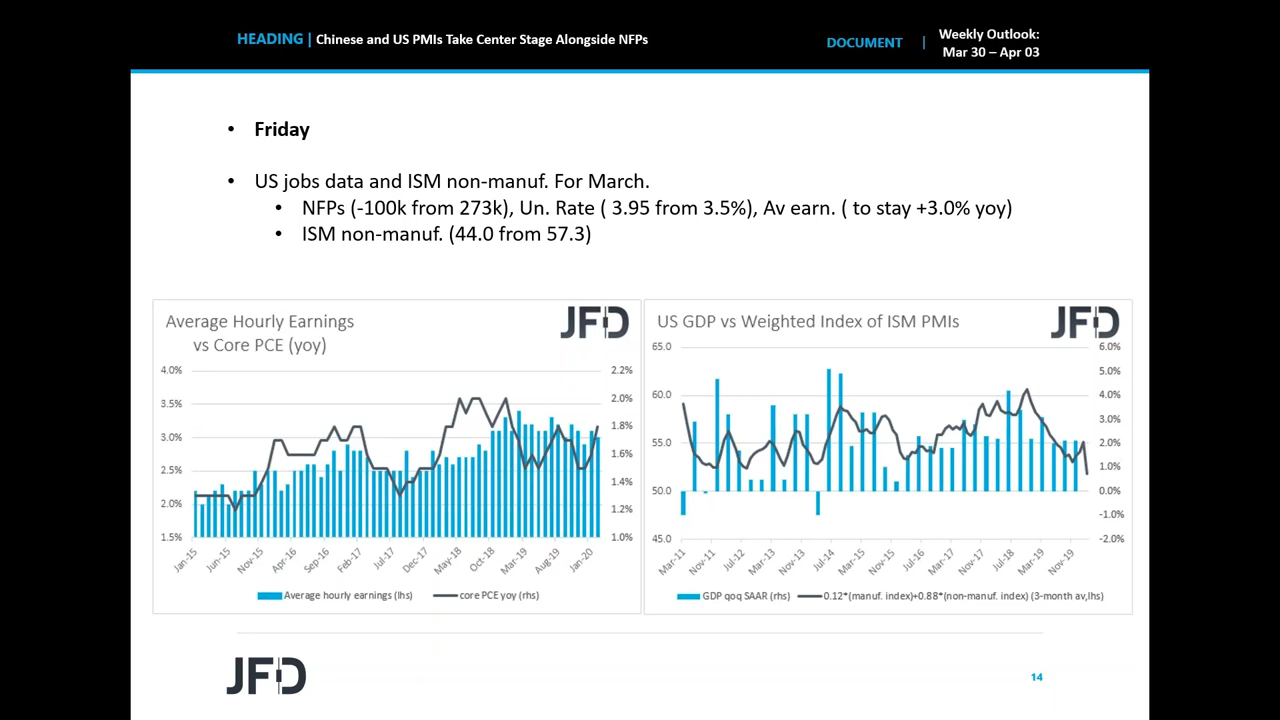 HEADING | Chinese and US PMIs Take Center Stage Alongside NFPs
DOCUMENT | Weekly Outlook:
Mar 30 – Apr 03
• Friday
• US jobs data and ISM non-manuf. For March.
• NFPs (-100k from 273k), Un. Rate ( 3.95 from 3.5%), Av earn. ( to stay +3.0% yoy)
• ISM non-manuf. (44.0 from 57.3)
Average Hourly Earnings
vs Core PCE (yoy)
JFD
4.0%
3.5%
3.0%
2.5%
2.0%
1.5%
2.2%
2.0%
1.8%
1.6%
1.4%
1.2%
1.0%
Jan-15 Jun-15 Nov-15 Apr-16 Sep-16 Feb-17 Jul-17 Dec-17 May-18 Oct-18 Mar-19 Aug-19 Jan-20
Average hourly earnings (lhs) core PCE yoy (rhs)
US GDP vs Weighted Index of ISM PMIs
JFD
65.0
60.0
55.0
50.0
45.0
6.0%
5.0%
4.0%
3.0%
2.0%
1.0%
0.0%
-1.0%
-2.0%
Mar-11 Nov-11 Jul-12 Mar-13 Nov-13 Jul-14 Mar-15 Nov-15 Jul-16 Mar-17 Nov-17 Jul-18 Mar-19 Nov-19
GDP qoq SAAR (rhs) 0.12*(manuf. index)+0.88*(non-manuf. index) (3-month av,lhs)
JFD
14